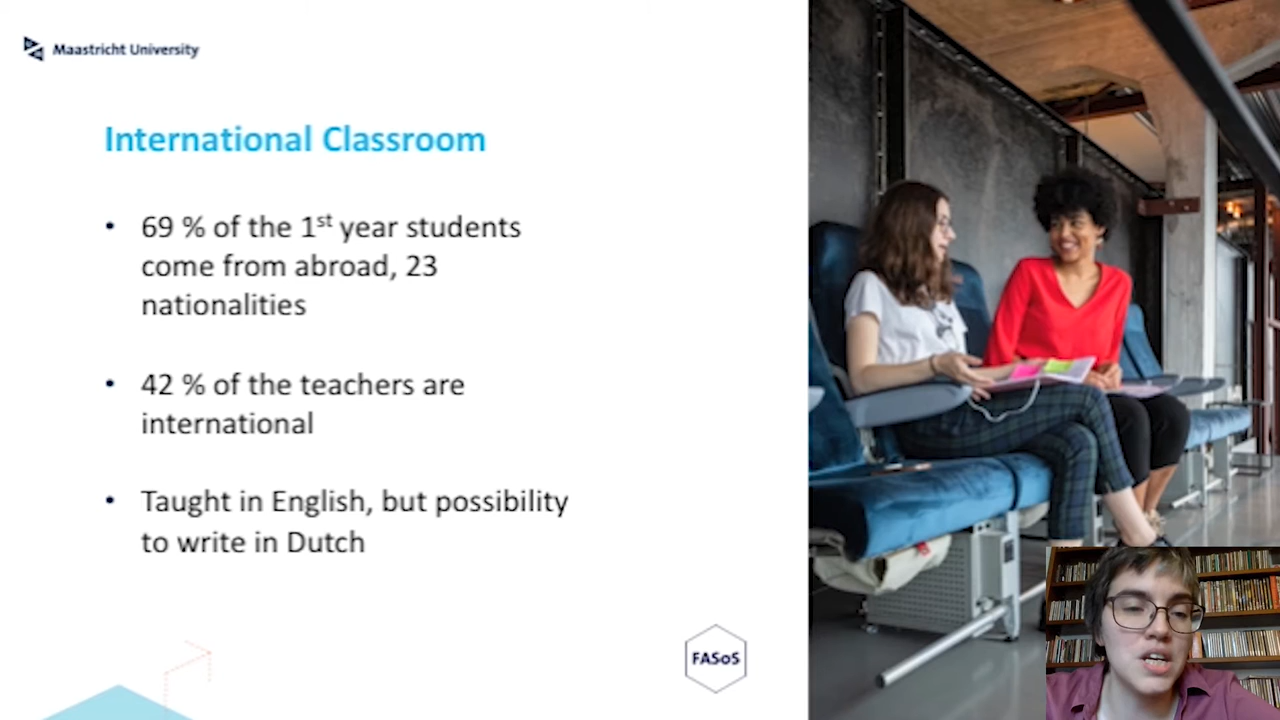 Maastricht University
International Classroom
• 69 % of the 1st year students
come from abroad, 23
nationalities
• 42 % of the teachers are
international
• Taught in English, but possibility
to write in Dutch
FASoS